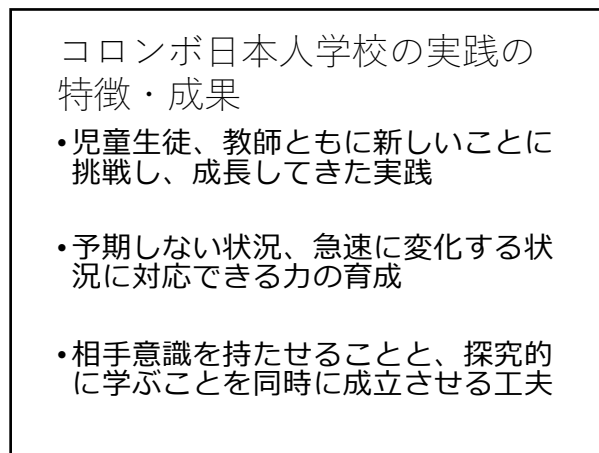 コロンボ日本人学校の実践の
特徴・成果
•児童生徒、教師ともに新しいことに
挑戦し、成長してきた実践
•予期しない状況、急速に変化する状
況に対応できる力の育成
•相手意識を持たせることと、探究的
に学ぶことを同時に成立させる工夫